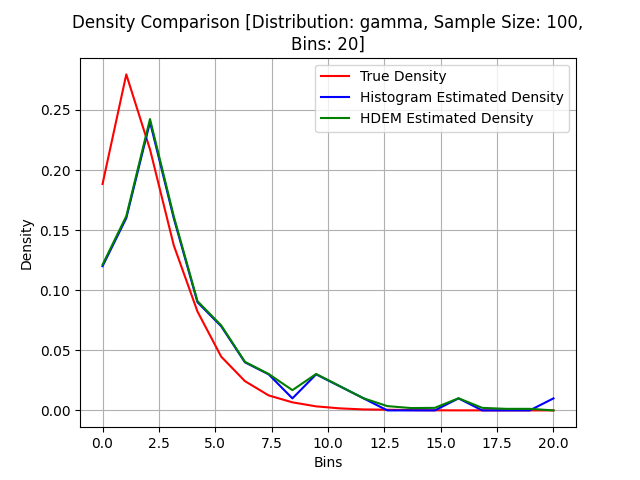 Density Comparison [Distribution: gamma, Sample Size: 100,
Bins: 20]
True Density
Histogram Estimated Density
HDEM Estimated Density
Density
0.25
0.20
0.15
0.10
0.05
0.00
0.0 2.5 5.0 7.5 10.0 12.5 15.0 17.5 20.0
Bins